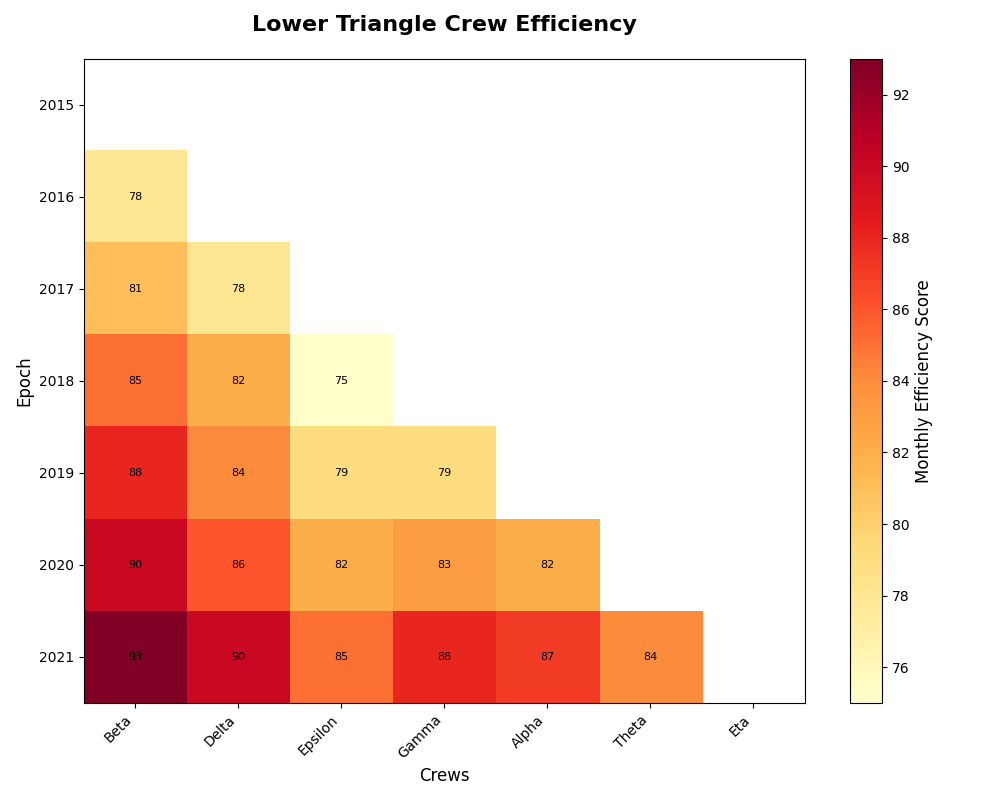 Lower Triangle Crew Efficiency
2015
2016 78
2017 81 78
2018 85 82 75
2019 88 84 79 79
2020 90 86 82 83 82
2021 93 90 85 88 87 84
Beta Delta Epsilon Gamma Alpha Theta Eta
Crews
Epoch
92
90
88
86
84
82
80
78
76
Monthly Efficiency Score